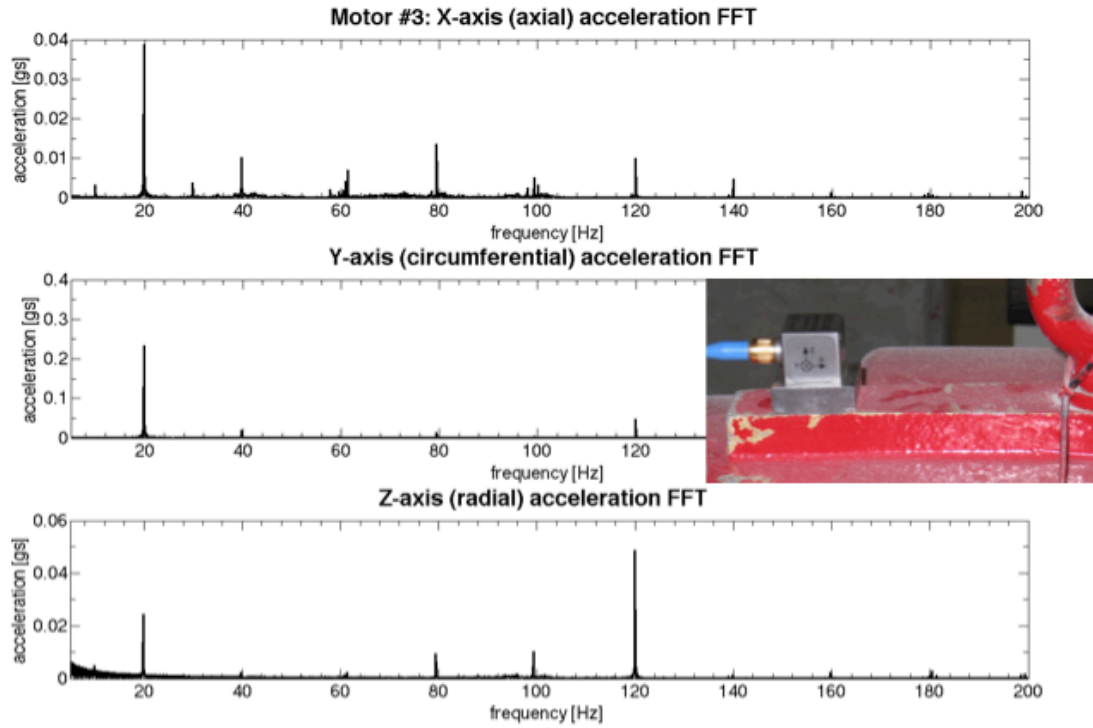 Motor #3: X-axis (axial) acceleration FFT
acceleration [gs]
0.04
0.03
0.02
0.01
0
20 40 60 80 100 120 140 160 180 200
frequency [Hz]
Y-axis (circumferential) acceleration FFT
acceleration [gs]
0.4
0.3
0.2
0.1
0
20 40 60 80 100 120
frequency [Hz]
Z-axis (radial) acceleration FFT
acceleration [gs]
0.06
0.04
0.02
0
20 40 60 80 100 120 140 160 180 200
frequency [Hz]